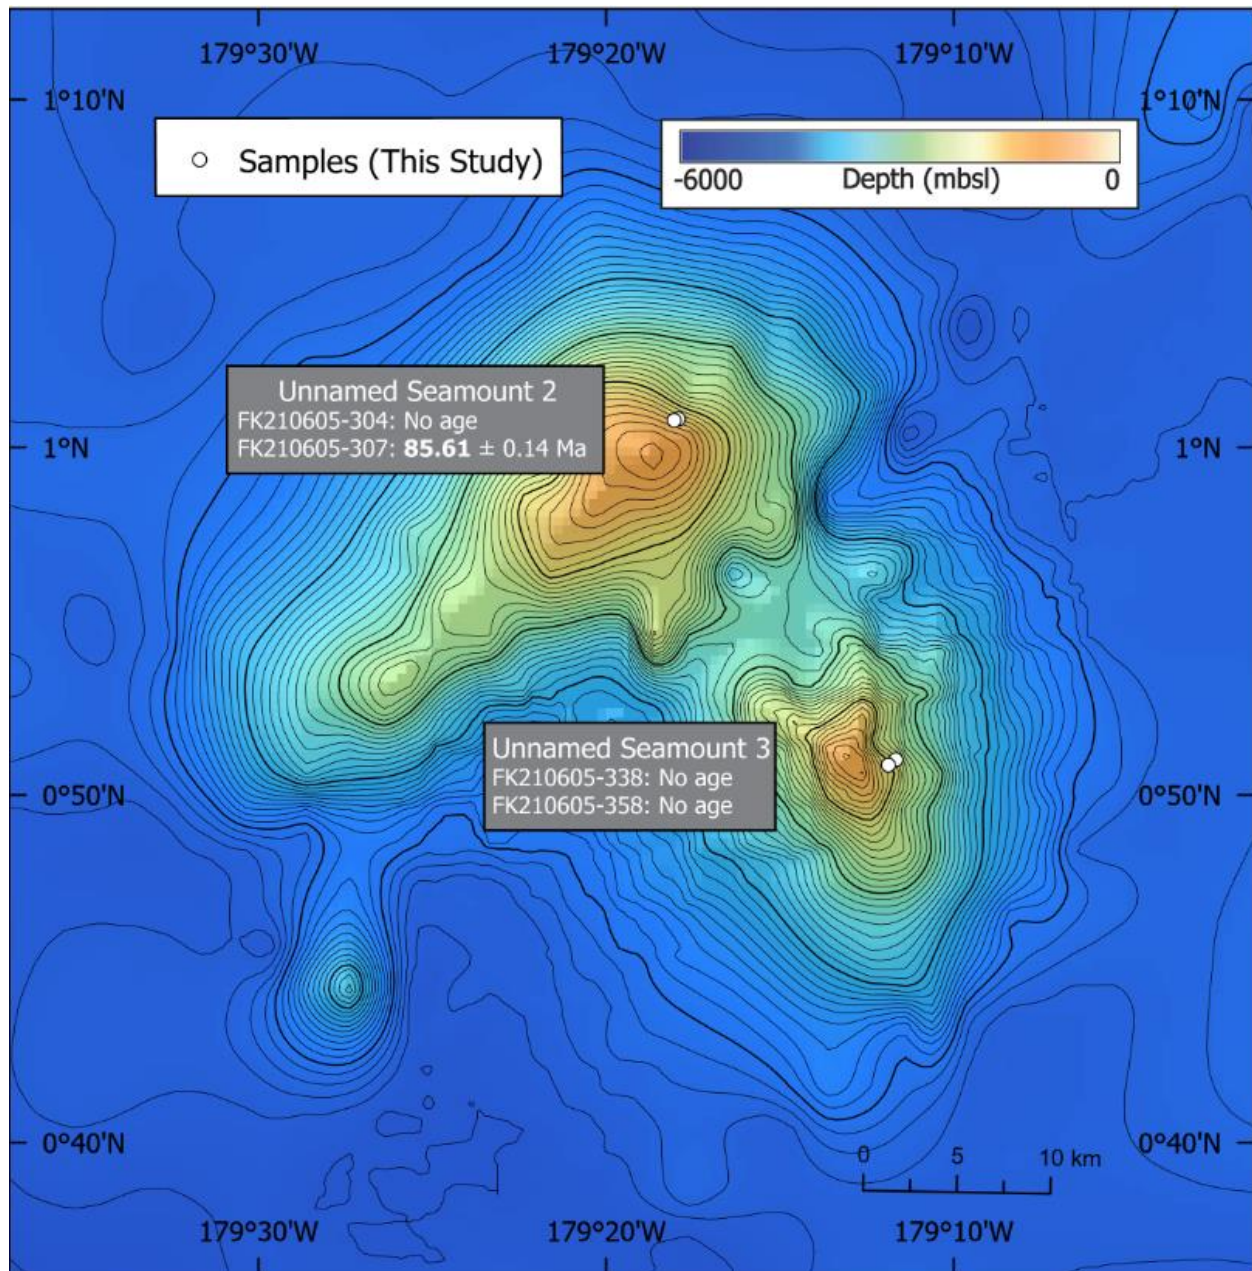 179°30'W 179°20'W 179°10'W
1°10'N 1°10'N
Samples (This Study)
-6000 Depth (mbsl) 0
Unnamed Seamount 2
FK210605-304: No age
FK210605-307: 85.61 ± 0.14 Ma
1°N 1°N
Unnamed Seamount 3
FK210605-338: No age
FK210605-358: No age
0°50'N 0°50'N
0°40'N 0°40'N
0 5 10 km
179°30'W 179°20'W 179°10'W